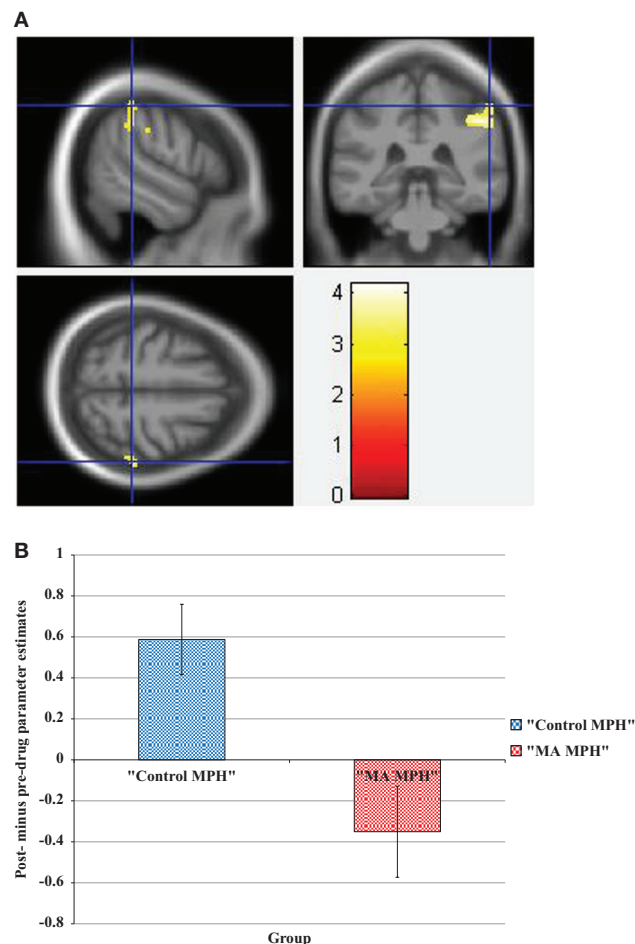 A
4
3
2
1
0
B
1
0.8
0.6
0.4
0.2
0
-0.2
-0.4
-0.6
-0.8
Post- minus pre-drug parameter estimates
"Control MPH"
"MA MPH"
"Control MPH"
"MA MPH"
Group